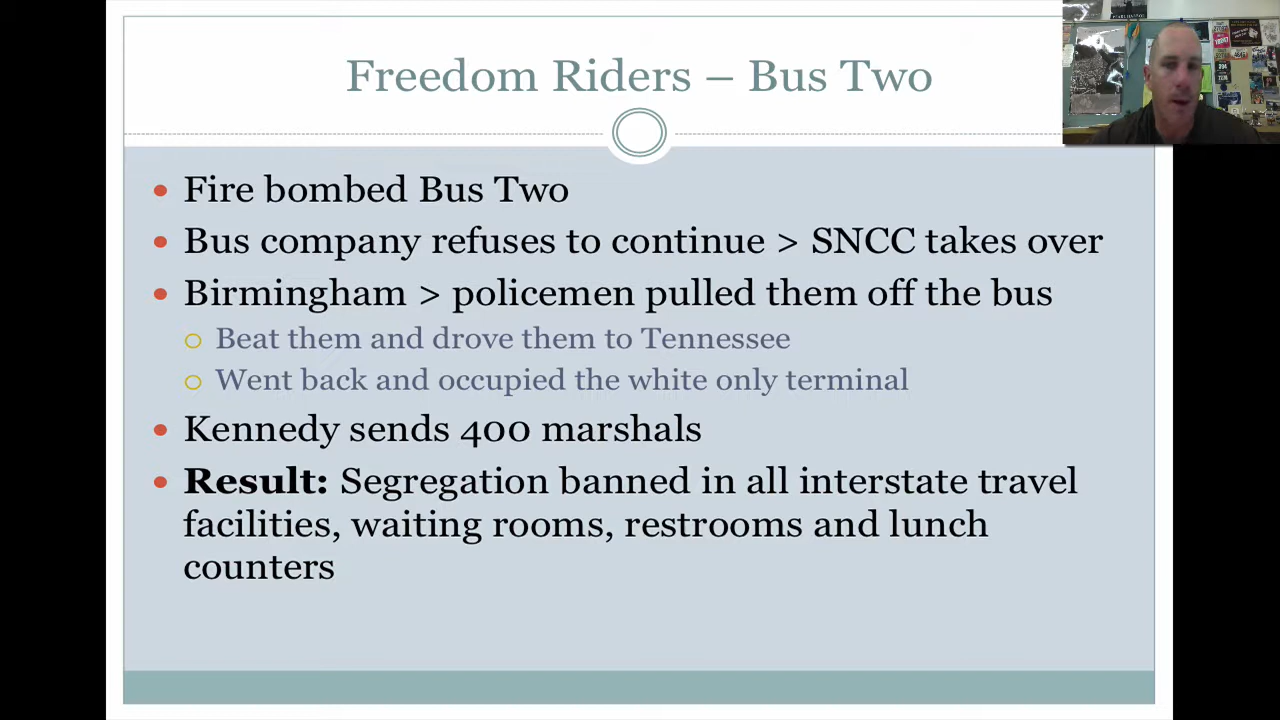 Freedom Riders – Bus Two
Fire bombed Bus Two
Bus company refuses to continue > SNCC takes over
Birmingham > policemen pulled them off the bus
Beat them and drove them to Tennessee
Went back and occupied the white only terminal
Kennedy sends 400 marshals
Result: Segregation banned in all interstate travel
facilities, waiting rooms, restrooms and lunch
counters